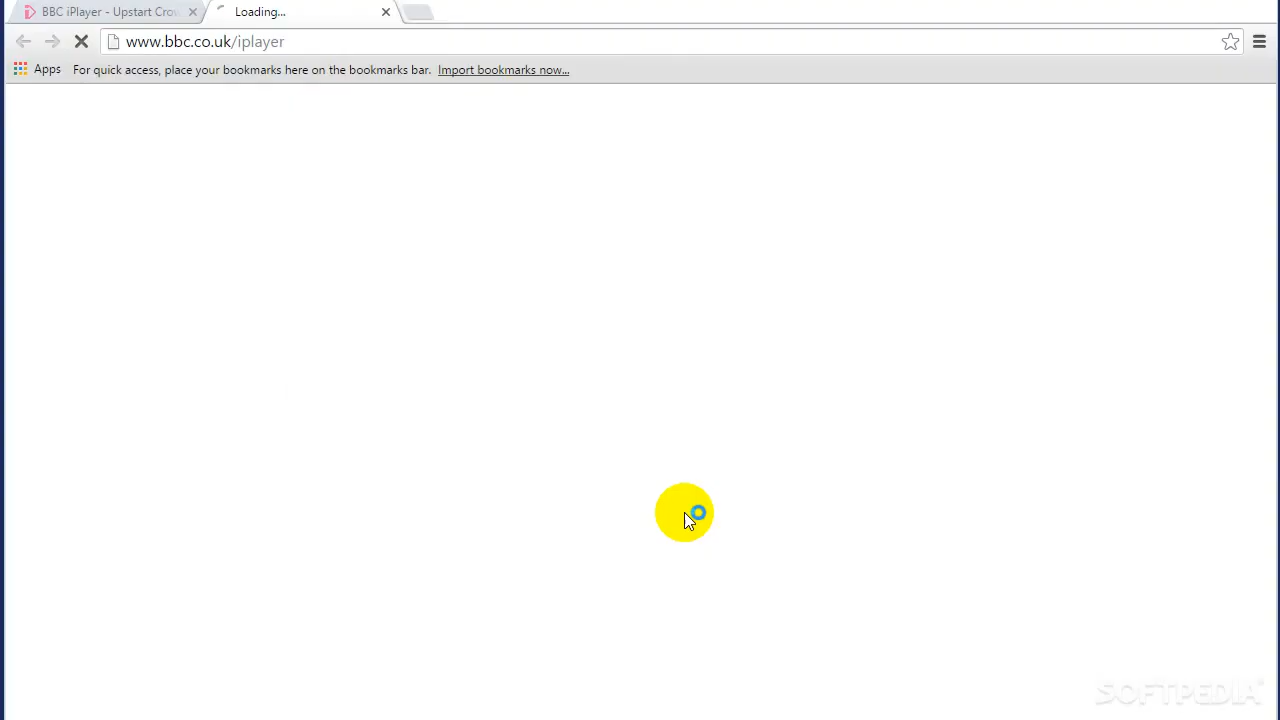 BBC iPlayer - Upstart Crow
Loading...
www.bbc.co.uk/iplayer
Apps For quick access, place your bookmarks here on the bookmarks bar. Import bookmarks now...
SOFTPEDIA